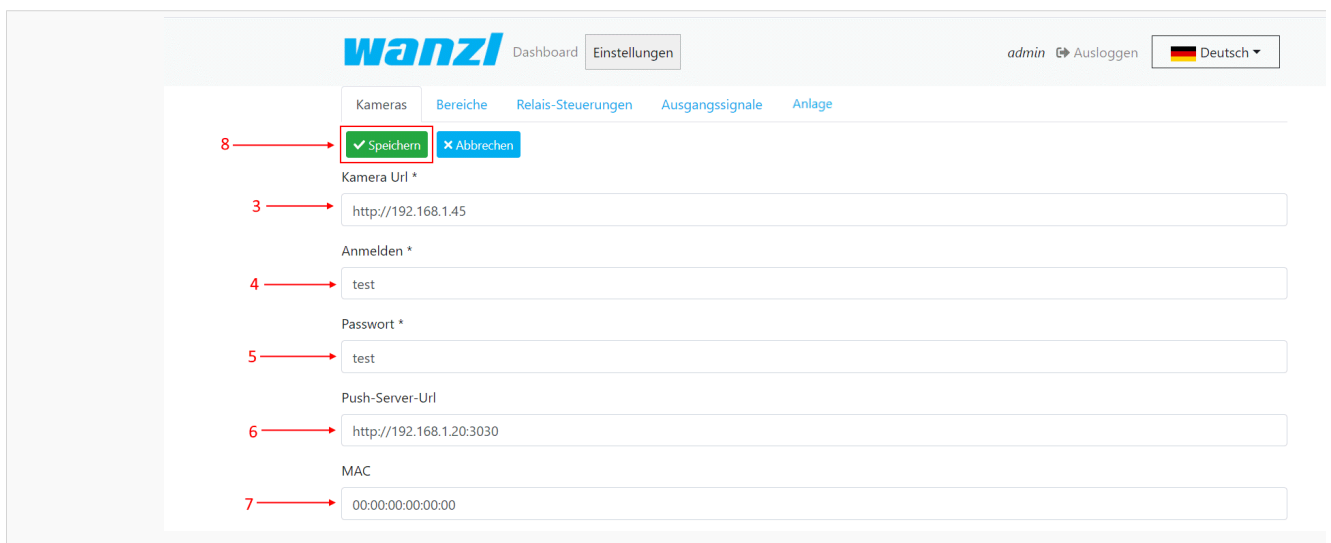 wanzl Dashboard Einstellungen admin Ausloggen Deutsch
Kameras Bereiche Relais-Steuerungen Ausgangssignale Anlage
8 Speichern Abbrechen
Kamera Url *
3 http://192.168.1.45
Anmelden *
4 test
Passwort *
5 test
Push-Server-Url
6 http://192.168.1.20:3030
MAC
7 00:00:00:00:00:00